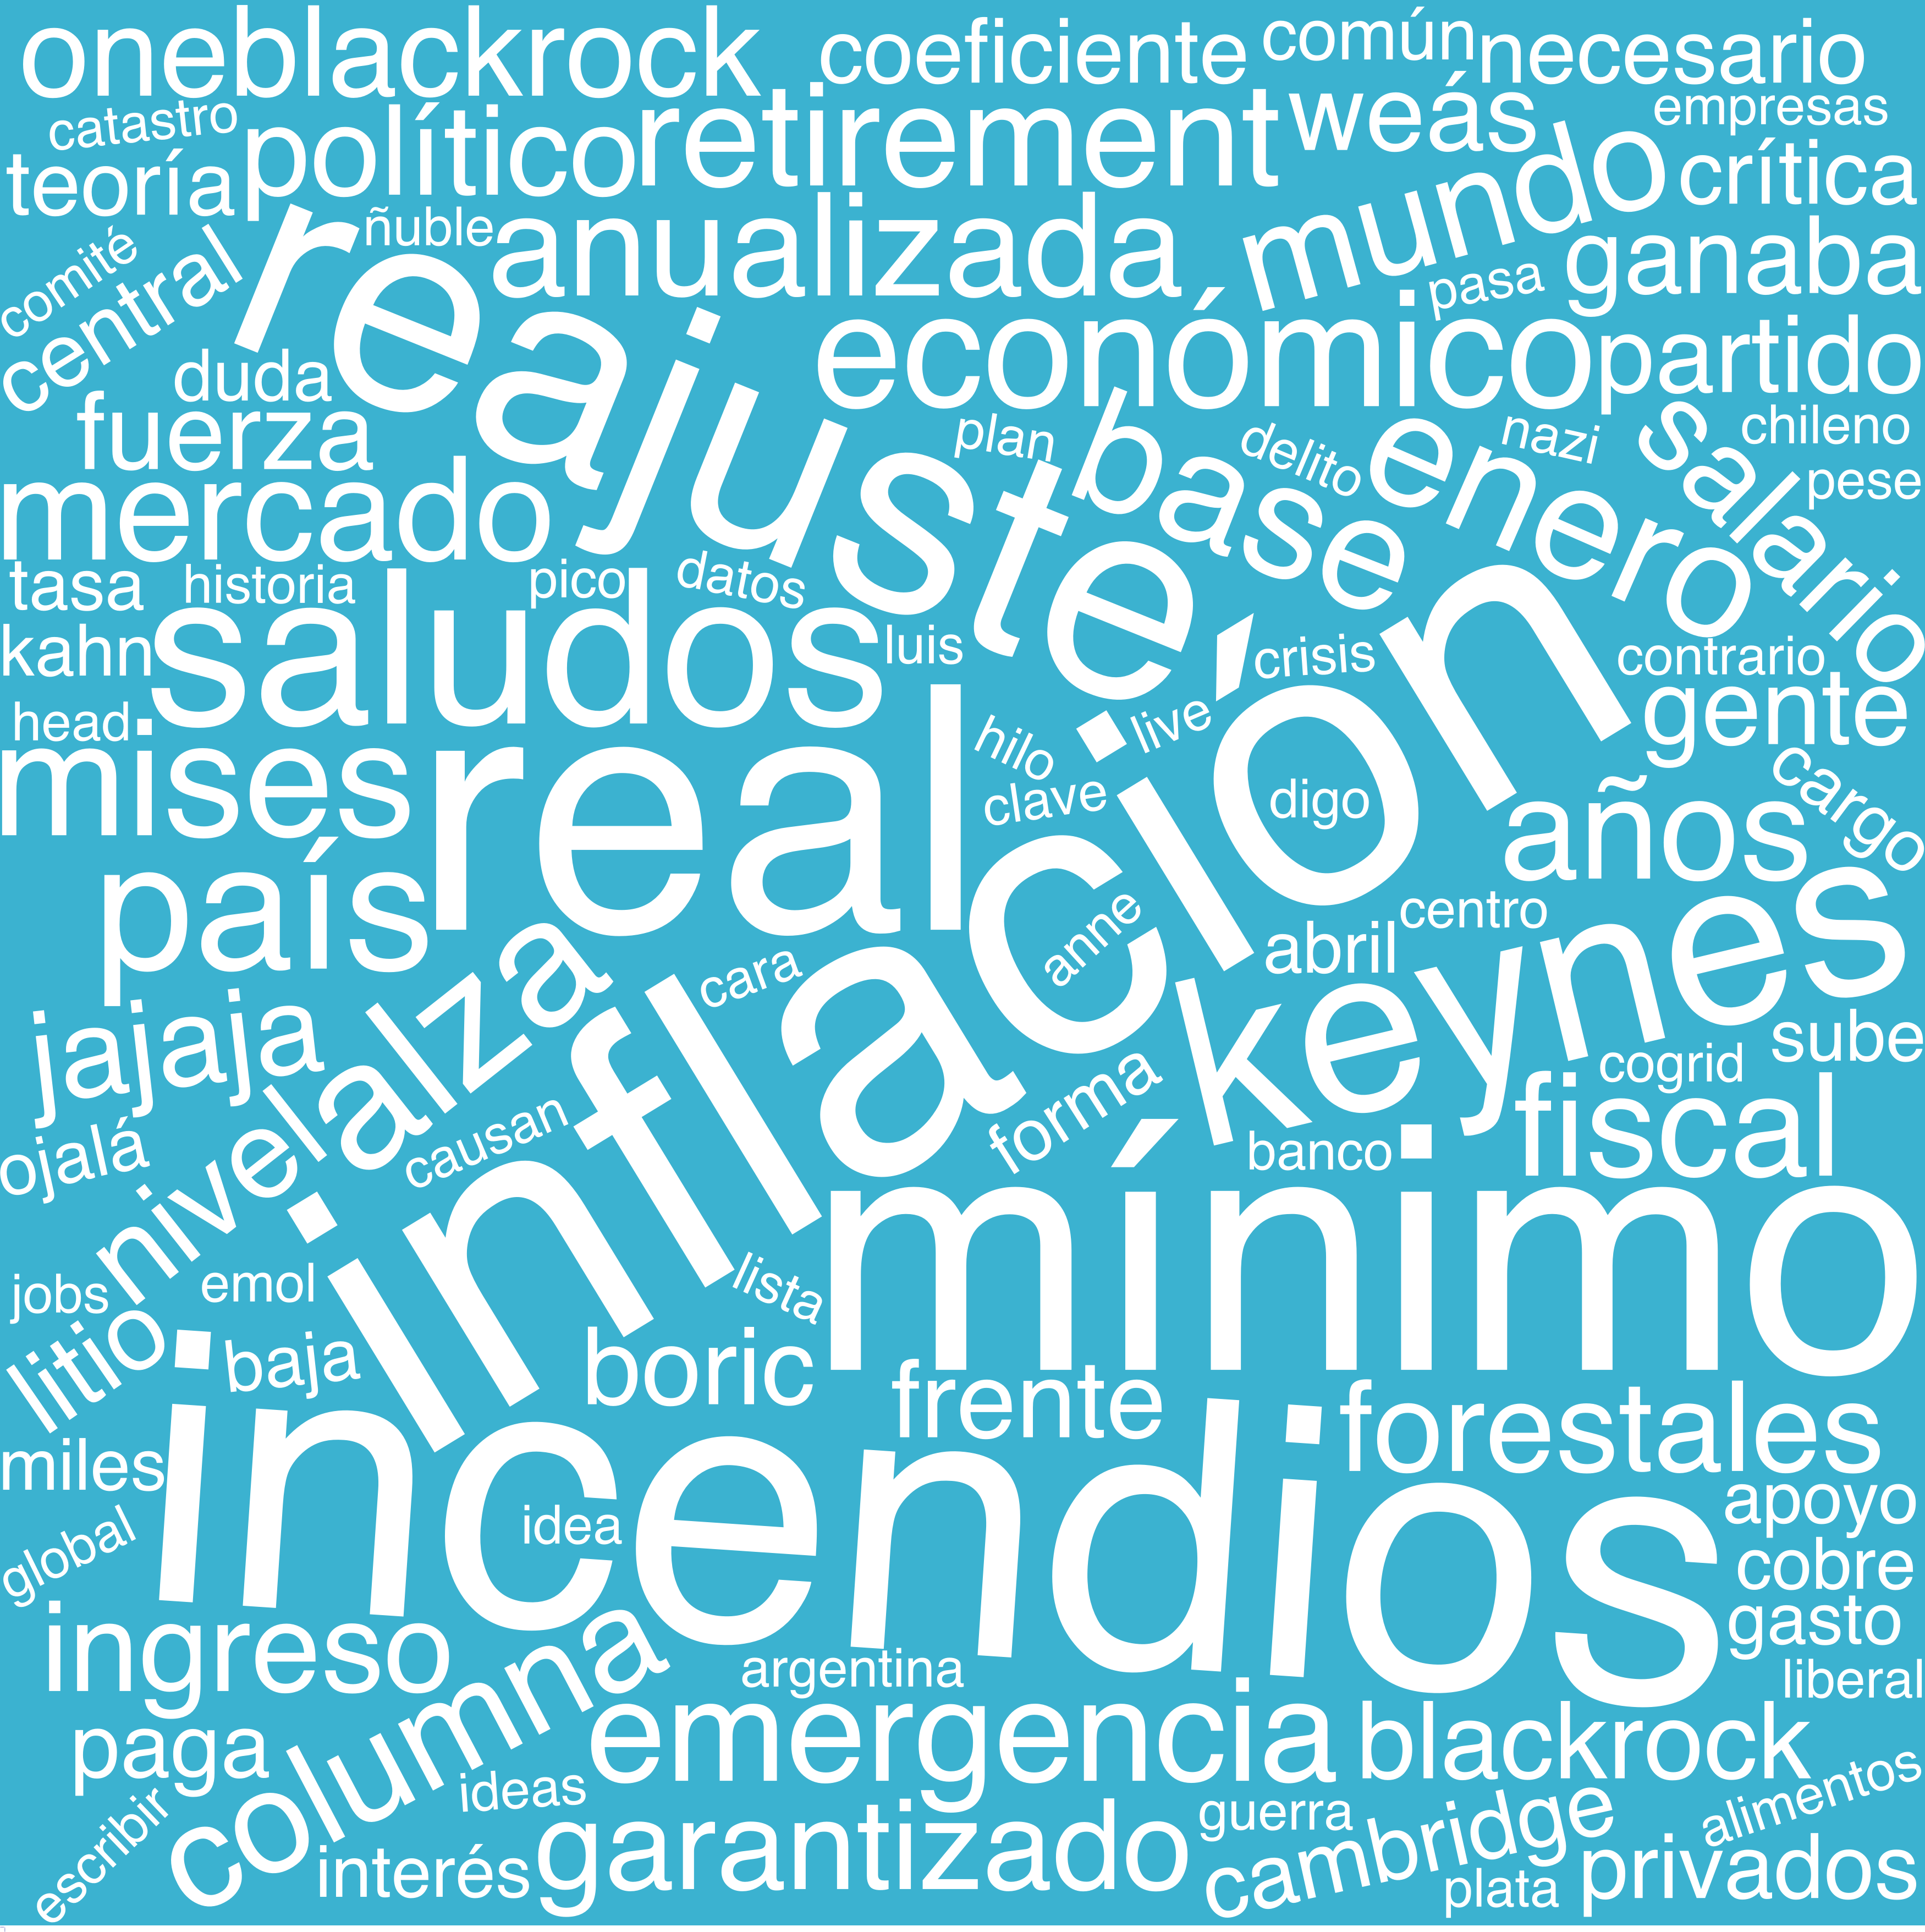 oneblackrock
coeficiente
común
necesario
catastro
político
retirement
weás
empresas
teoría
ñuble
anualizada
mundo
crítica
comité
central
reajuste
económico
pasa
ganaba
duda
partido
fuerza
plan
base
delito
enero
nazi
salario
chileno
mercado
pese
tasa
historia
pico
datos
kahn
saludos
luis
crisis
contrario
head
live
gente
mises
real
hilo
clave
inflación
digo
años
cargo
país
anne
centro
abril
keynes
cara
jajaja
nivelalza
sube
cogrid
ojalá
causan
forma
banco
fiscal
mínimo
jobs
emol
lista
litio
baja
boric
frente
forestales
miles
incendios
idea
apoyo
global
cobre
ingreso
gasto
columna
argentina
liberal
paga
emergencia
blackrock
ideas
guerra
alimentos
escribir
interés
garantizado
cambridge
plata
privados